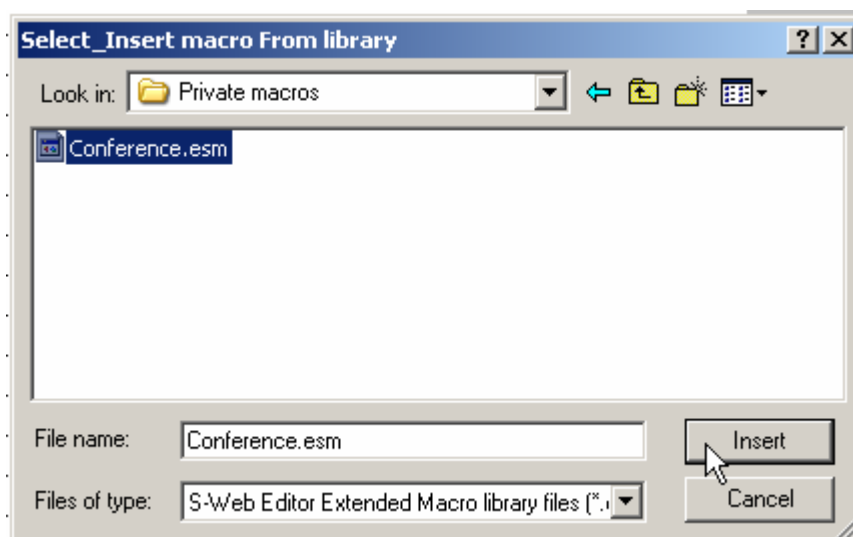 Select_Insert macro From library
Look in: Private macros
Conference.esm
File name: Conference.esm Insert
Files of type: S-Web Editor Extended Macro library files (*. Cancel